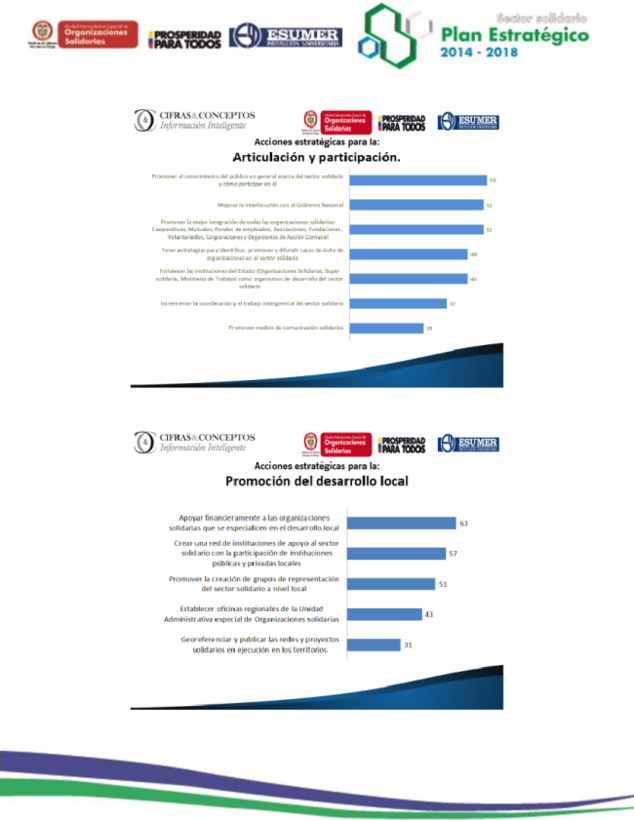 Unidad Administrativa Especial de
Organizaciones
Solidarias
PROSPERIDAD
PARA TODOS
ESUMER
INSTITUCIÓN UNIVERSITARIA
Sector solidario
Plan Estratégico
2014 - 2018
CIFRAS&CONCEPTOS
Información Inteligente
Organizaciones
Solidarias
PROSPERIDAD
PARA TODOS
ESUMER
Acciones estratégicas para la:
Articulación y participación.
Promover el conocimiento del público en general acerca del sector solidario
y cómo participar en él
Mejorar la interlocución con el Gobierno Nacional
52
Promover la mejor integración de todas las organizaciones solidarias:
Cooperativas, Mutuales, Fondos de empleados, Asociaciones, Fundaciones,
Voluntariados, Corporaciones y Organismos de Acción Comunal
Tener estrategias para identificar, promover y difundir casos de éxito de
organizaciones en el sector solidario
Fortalecer las instituciones del Estado (Organizaciones Solidarias, Super
solidaria, Ministerio de Trabajo) como organismos de desarrollo del sector
solidario
Incrementar la coordinación y el trabajo intergremial del sector solidario
37
Promover medios de comunicación solidarios
28
CIFRAS&CONCEPTOS
Información Inteligente
Organizaciones
Solidarias
PROSPERIDAD
PARA TODOS
ESUMER
Acciones estratégicas para la:
Promoción del desarrollo local
Apoyar financieramente a las organizaciones
solidarias que se especialicen en el desarrollo local
63
Crear una red de instituciones de apoyo al sector
solidario con la participación de instituciones
públicas y privadas locales
57
Promover la creación de grupos de representación
del sector solidario a nivel local
51
Establecer oficinas regionales de la Unidad
Administrativa especial de Organizaciones solidarias
43
Georeferenciar y publicar las redes y proyectos
solidarios en ejecución en los territorios
31